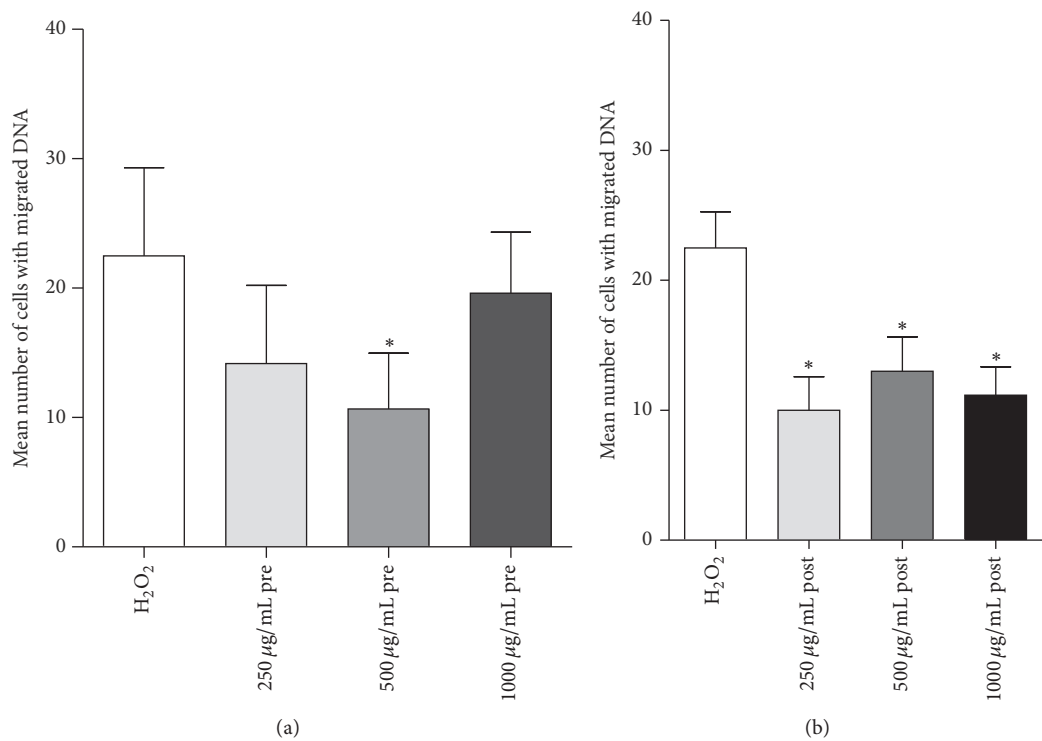 Mean number of cells with migrated DNA
40
30
20
10
0
*
H₂O₂
250 µg/mL pre
500 µg/mL pre
1000 µg/mL pre
(a)
Mean number of cells with migrated DNA
40
30
20
10
0
*
*
*
H₂O₂
250 µg/mL post
500 µg/mL post
1000 µg/mL post
(b)